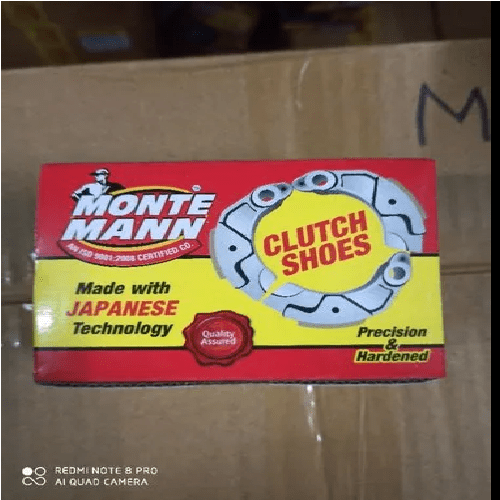 M
MONTE
MANN
TM
AN ISO 9001:2008 CERTIFIED CO.
CLUTCH
SHOES
Made with
JAPANESE
Technology
Quality
Assured
Precision
&
Hardened
REDMI NOTE 8 PRO
AI QUAD CAMERA